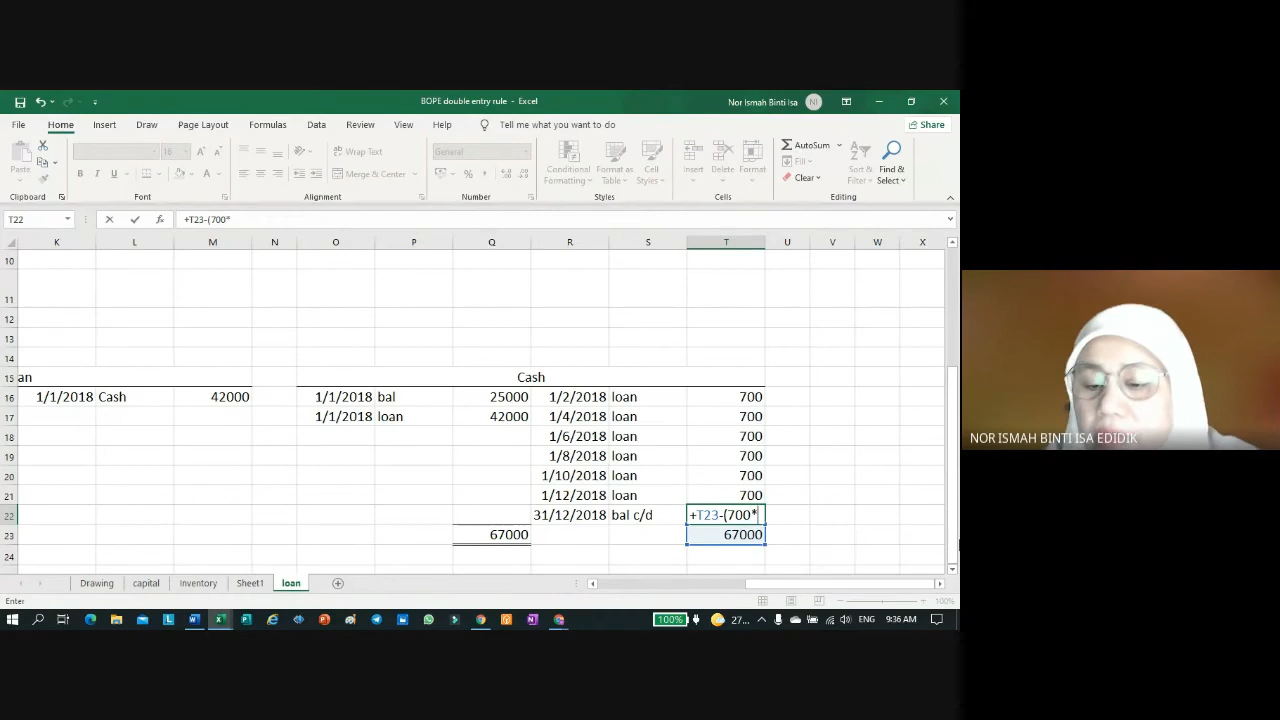 BOPE double entry rule - Excel
Nor Ismah Binti Isa NI
File Home Insert Draw Page Layout Formulas Data Review View Help Tell me what you want to do Share
Paste
Clipboard
16
B I U
Font
Wrap Text
Merge & Center
Alignment
General
Number
Conditional Formatting
Format as Table
Cell Styles
Styles
Insert
Delete
Format
Cells
AutoSum
Fill
Clear
Sort & Filter
Find & Select
Editing
T22 fx +T23-(700*
K L M N O P Q R S T U V W X
10
11
12
13
14
15 an Cash
16 1/1/2018 Cash 42000 1/1/2018 bal 25000 1/2/2018 loan 700
17 1/1/2018 loan 42000 1/4/2018 loan 700
18 1/6/2018 loan 700
19 1/8/2018 loan 700
20 1/10/2018 loan 700
21 1/12/2018 loan 700
22 31/12/2018 bal c/d +T23-(700*
23 67000 67000
24
Drawing capital Inventory Sheet1 loan
Enter 100%
100% 27... ENG 9:36 AM
NOR ISMAH BINTI ISA EDIDIK